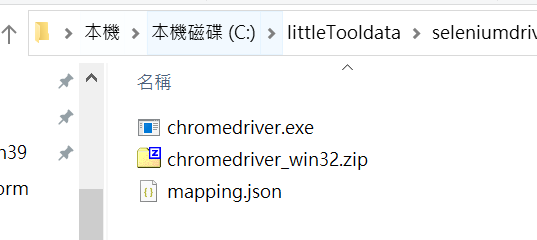 本機 本機磁碟 (C:) littleTooldata seleniumdriv
名稱
chromedriver.exe
chromedriver_win32.zip
n39
mapping.json
orm